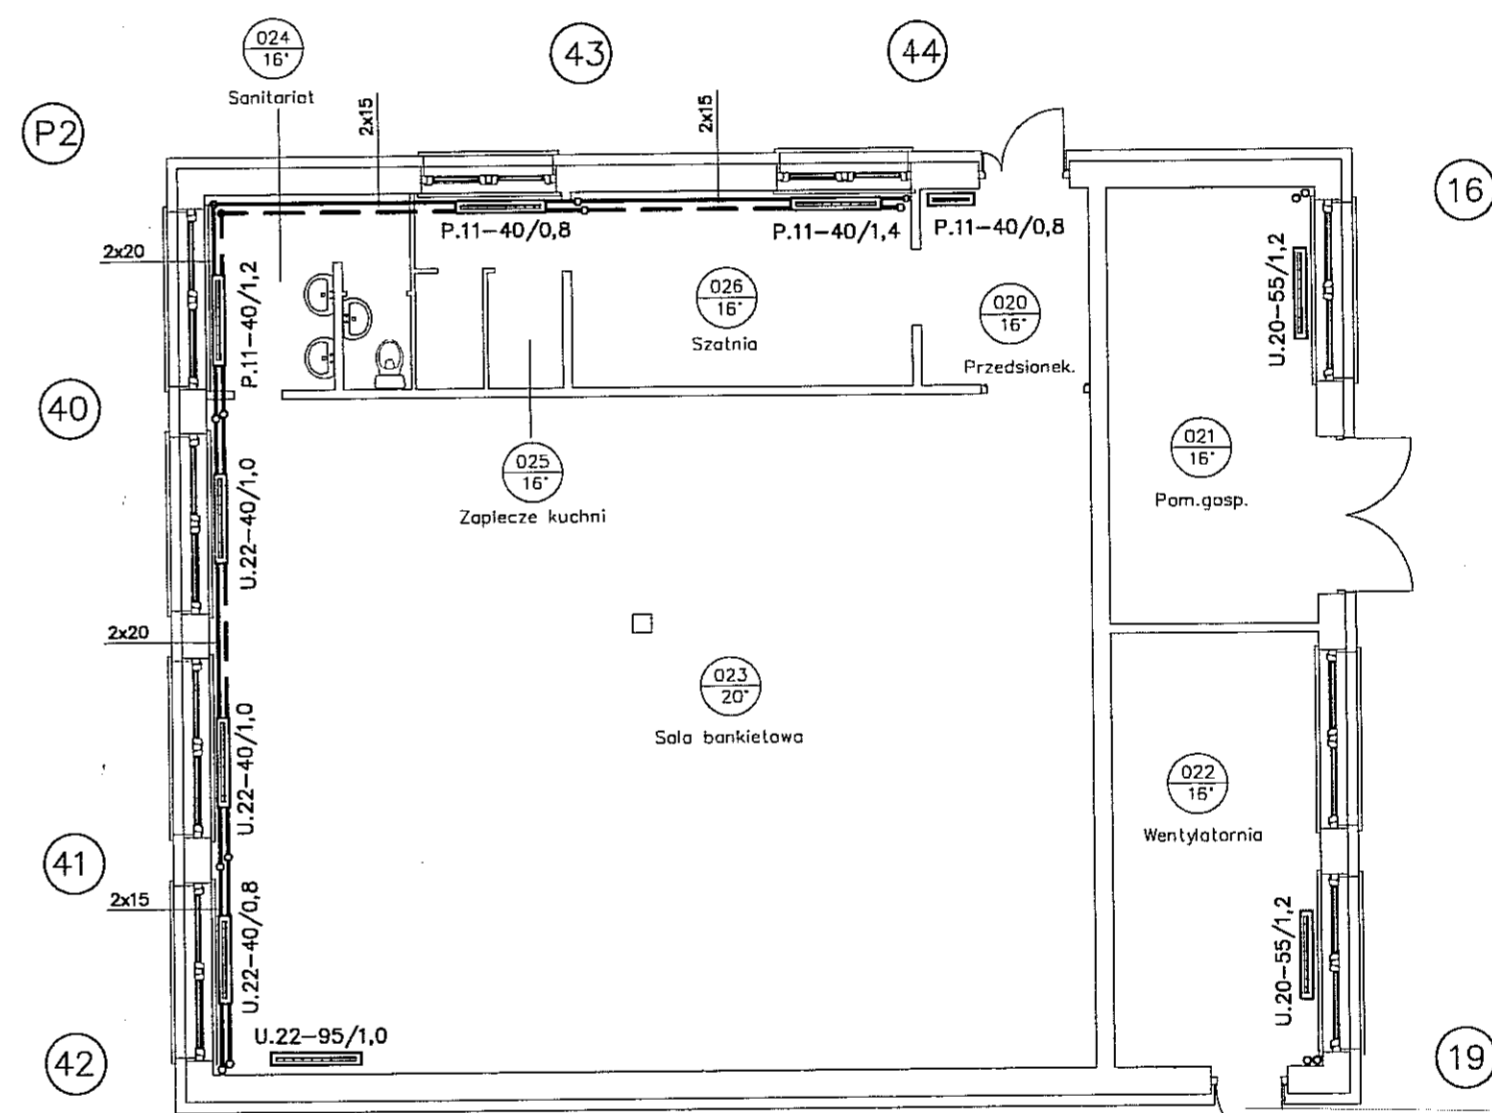 024
16°
Sanitariat
43
44
P2
2x15
2x15
16
P.11-40/0,8
P.11-40/1,4
P.11-40/0,8
2x20
P.11-40/1,2
026
16°
Szatnia
020
16°
Przedsionek.
U.20-55/1,2
40
025
16°
Zaplecze kuchni
021
16°
Pom.gosp.
U.22-40/1,0
2x20
023
20°
Sala bankietowa
U.22-40/1,0
022
16°
Wentylatornia
41
2x15
U.22-40/0,8
U.20-55/1,2
U.22-95/1,0
42
19